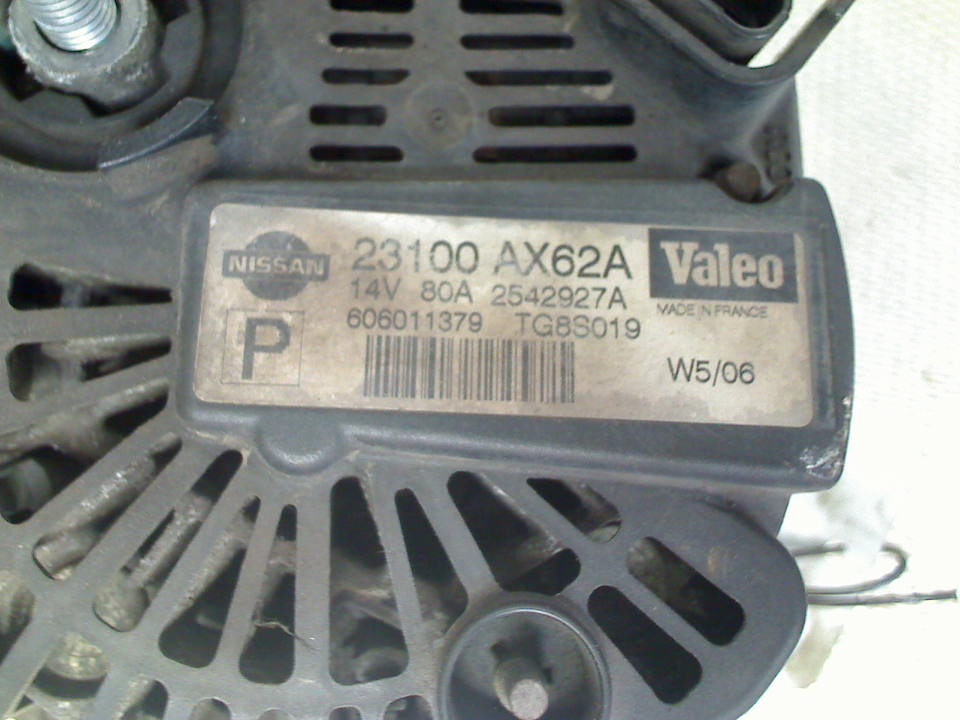 NISSAN
23100 AX62A
Valeo
14V 80A 2542927A
MADE IN FRANCE
606011379 TG8S019
P
W5/06